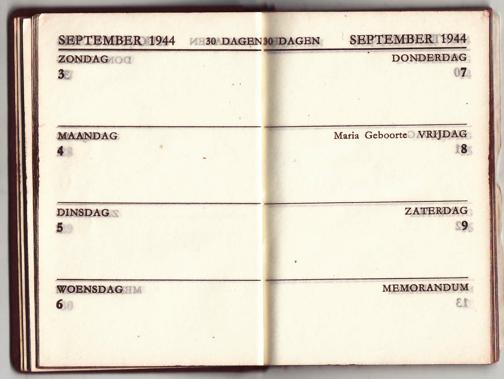 SEPTEMBER 1944 30 DAGEN
ZONDAG
3
MAANDAG
4
DINSDAG
5
WOENSDAG
6
30 DAGEN SEPTEMBER 1944
DONDERDAG
7
Maria Geboorte VRIJDAG
8
ZATERDAG
9
MEMORANDUM